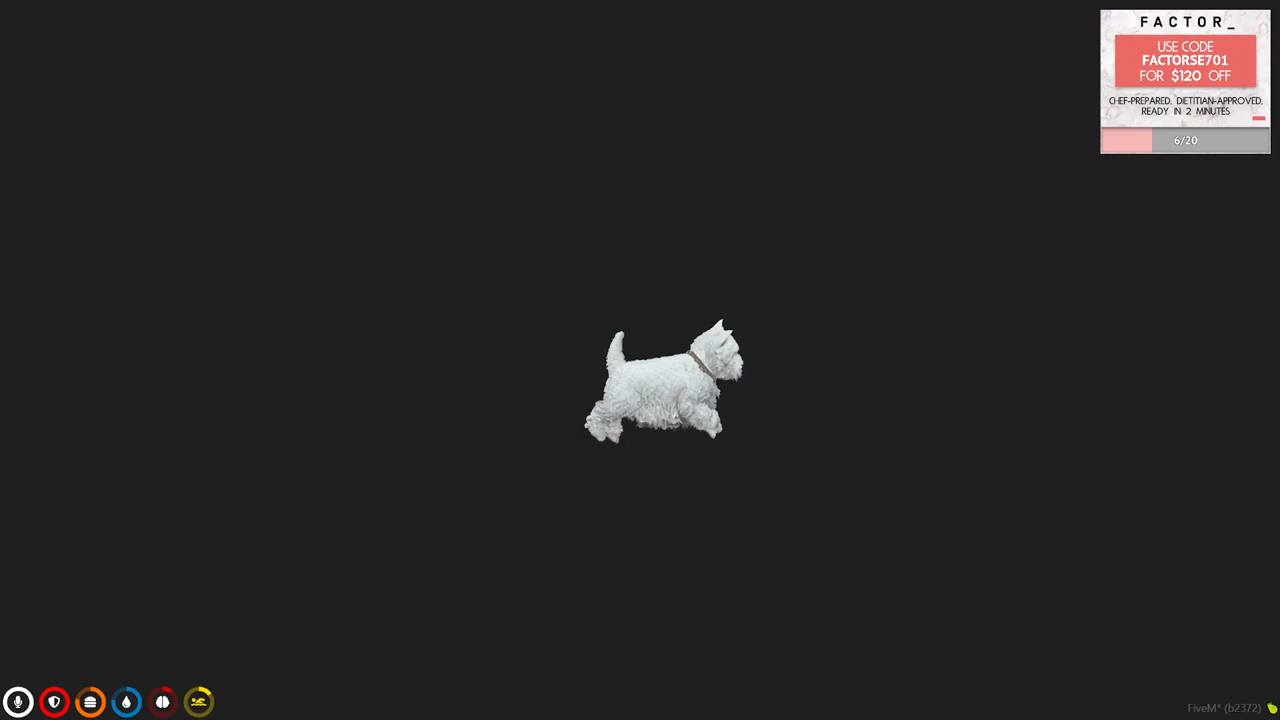 FACTOR_
USE CODE
FACTORSE701
FOR $120 OFF
CHEF-PREPARED, DIETITIAN-APPROVED,
READY IN 2 MINUTES
6/20
FiveM* (b2372)